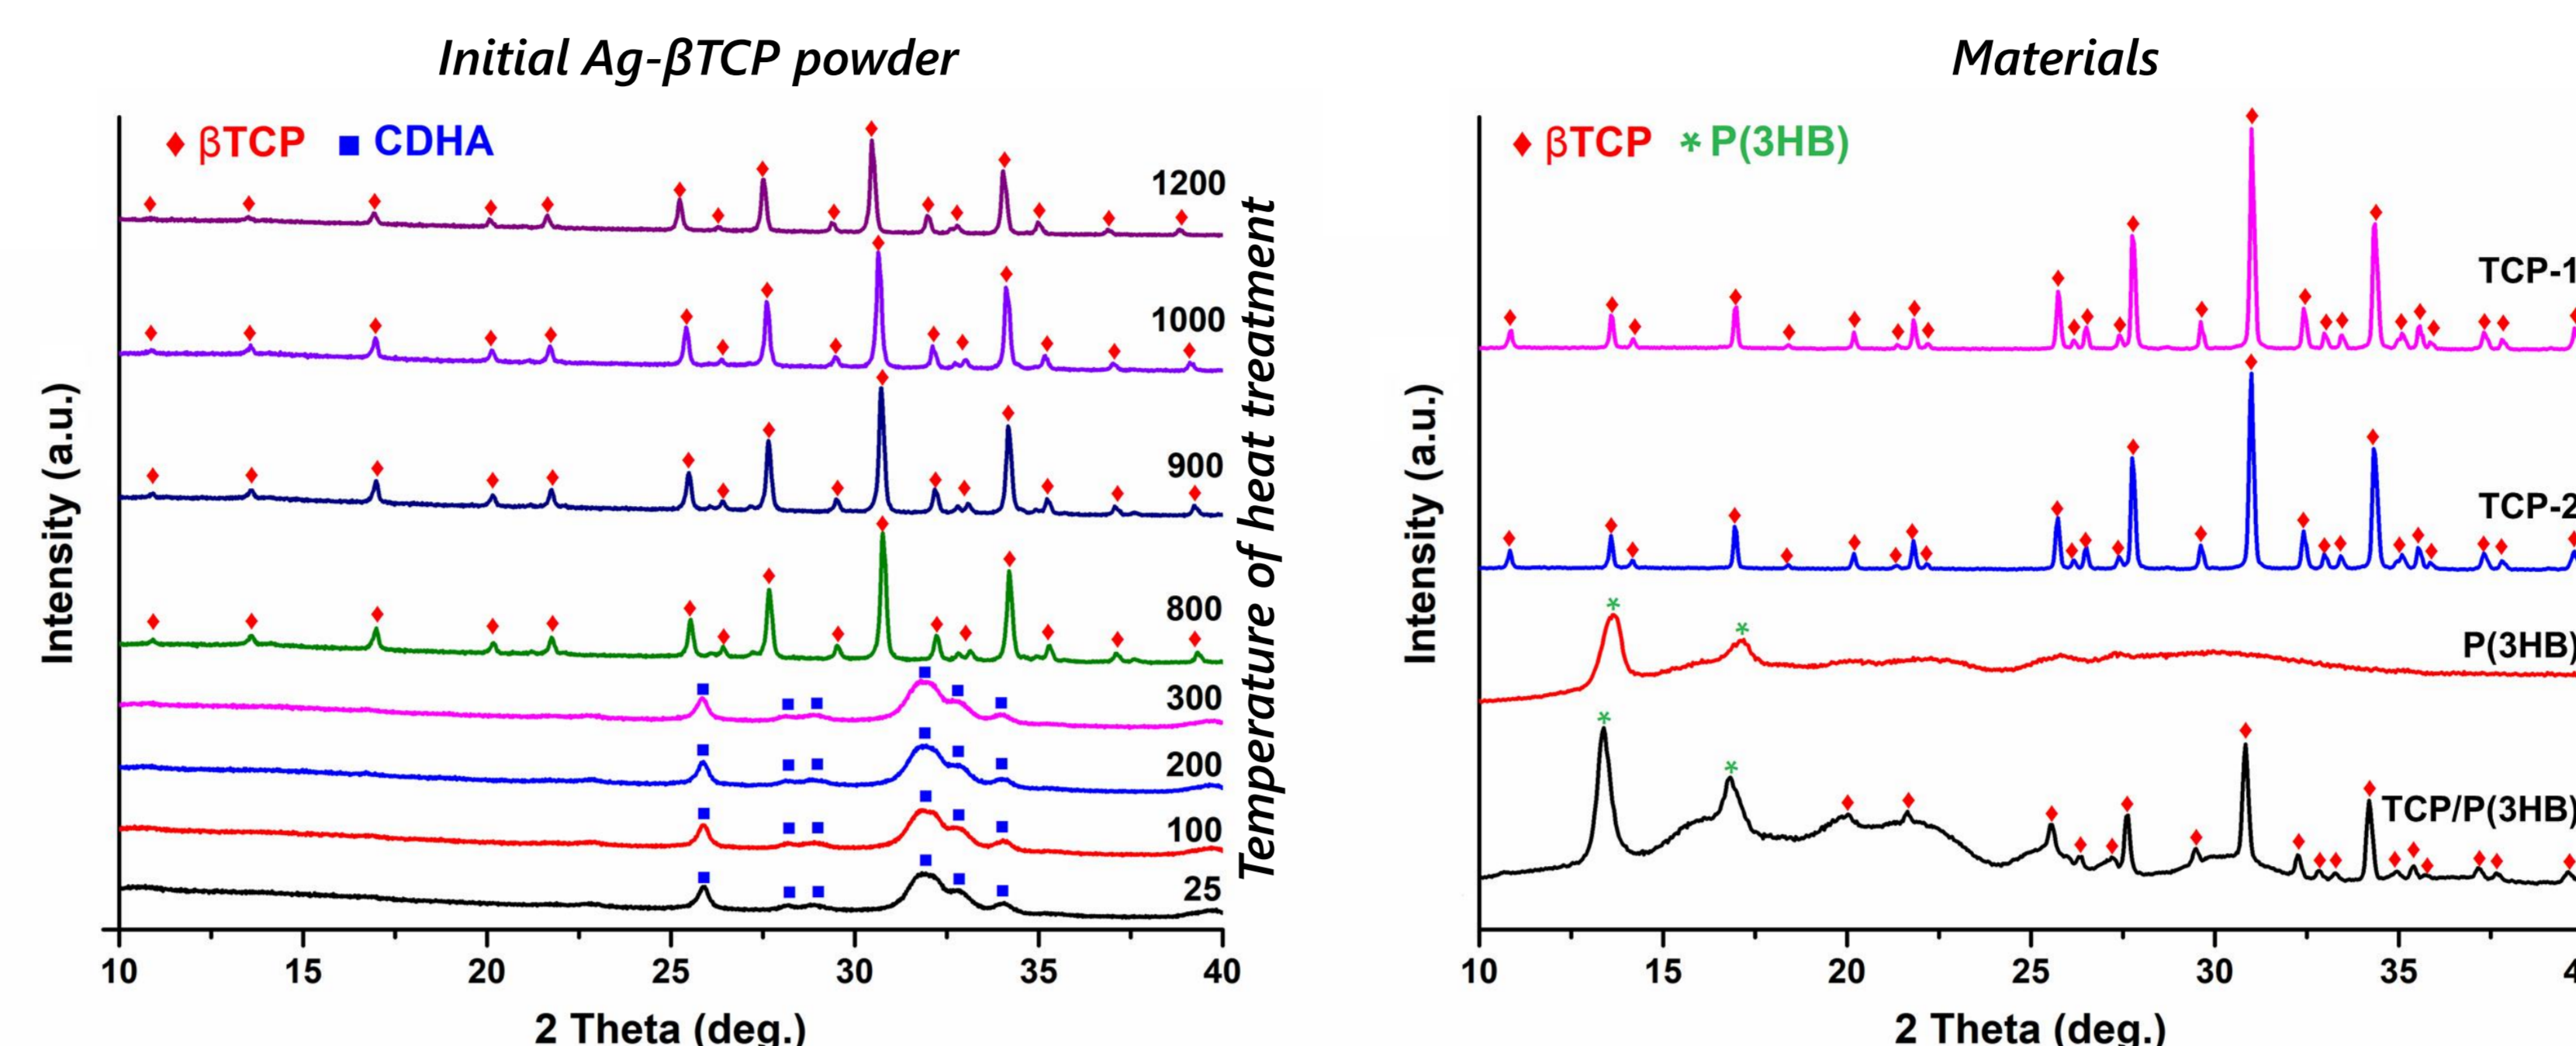 Initial Ag-βTCP powder
βTCP CDHA
1200
1000
900
800
300
200
100
25
Intensity (a.u.)
Temperature of heat treatment
10 15 20 25 30 35 40
2 Theta (deg.)
Materials
βTCP * P(3HB)
TCP-1
TCP-2
P(3HB)
TCP/P(3HB)
Intensity (a.u.)
10 15 20 25 30 35 4
2 Theta (deg.)